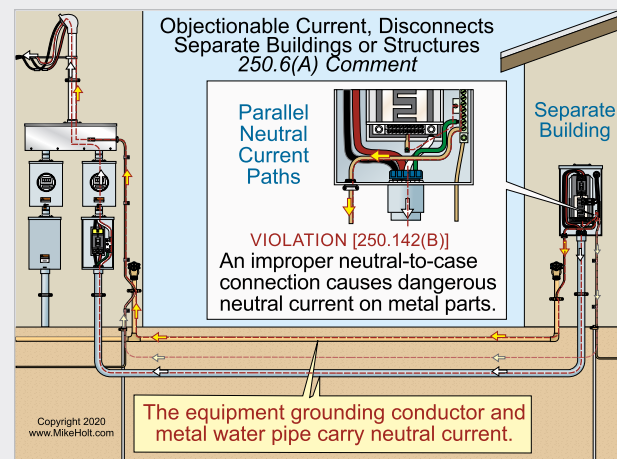 Objectionable Current, Disconnects
Separate Buildings or Structures
250.6(A) Comment
Parallel
Neutral
Current
Paths
Separate
Building
VIOLATION [250.142(B)]
An improper neutral-to-case
connection causes dangerous
neutral current on metal parts.
The equipment grounding conductor and
metal water pipe carry neutral current.
Copyright 2020
www.MikeHolt.com